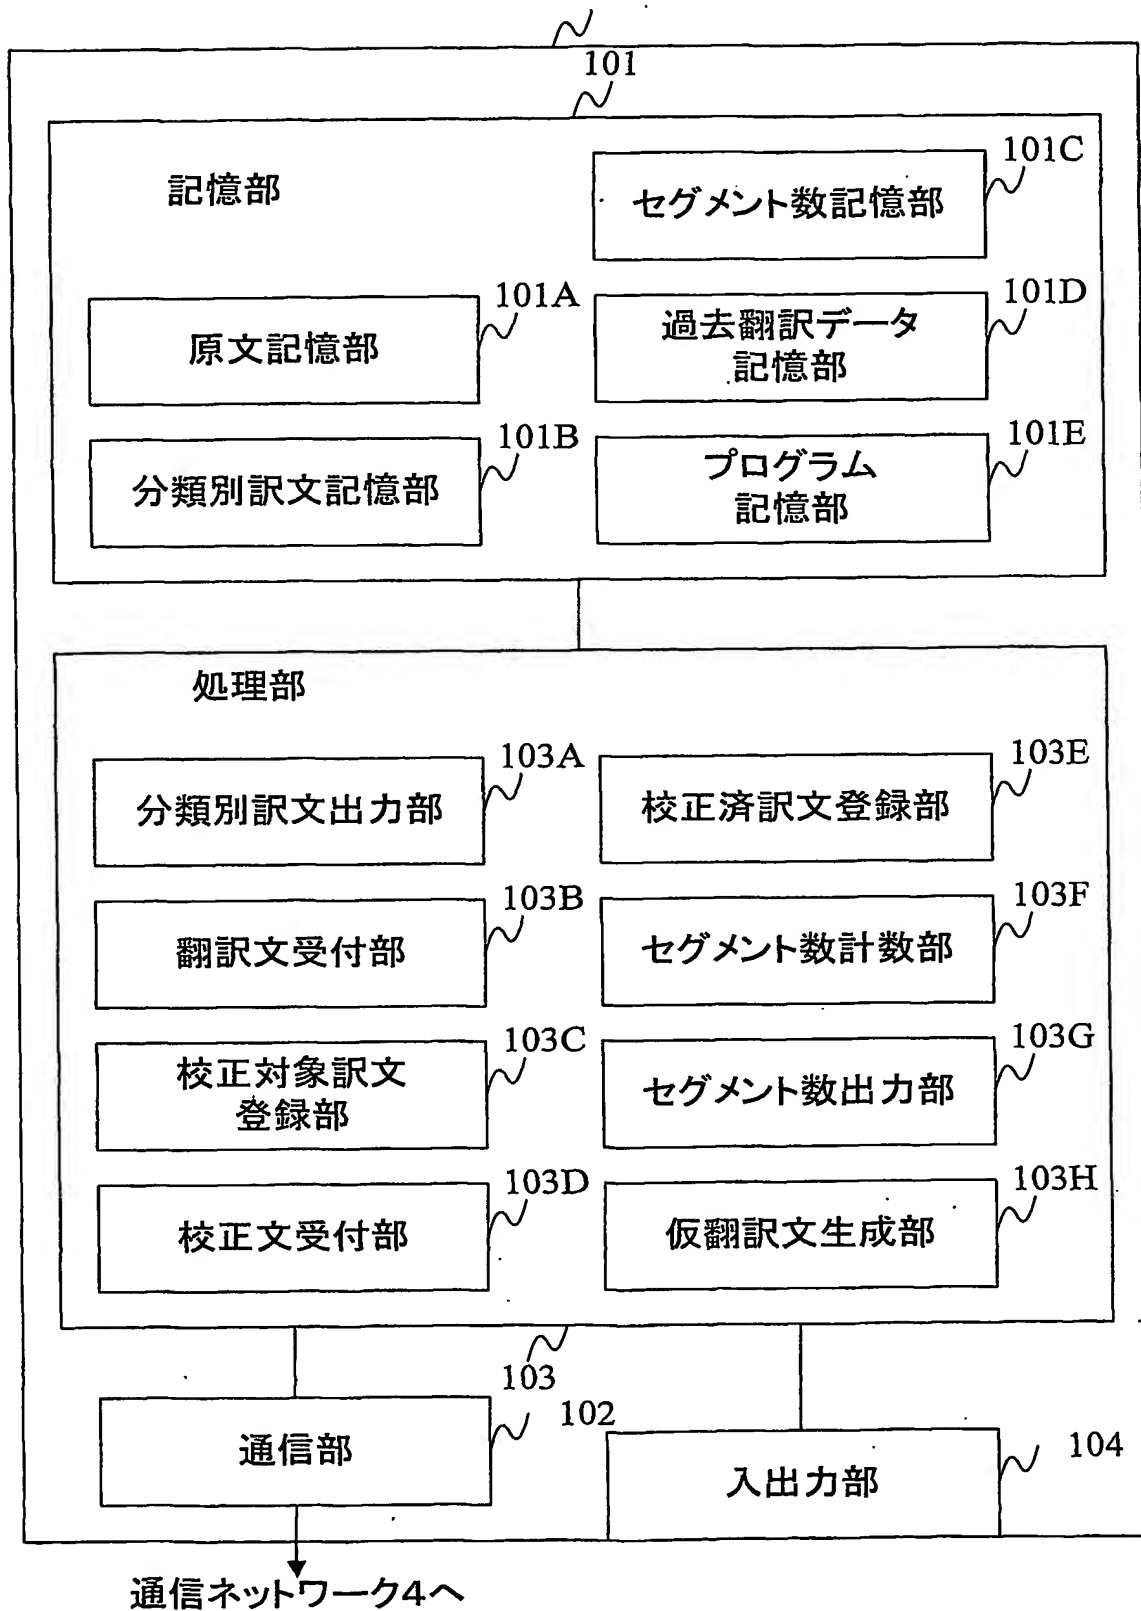 101
記憶部
101C
セグメント数記憶部
101A
原文記憶部
101D
過去翻訳データ
記憶部
101B
分類別訳文記憶部
101E
プログラム
記憶部
処理部
103A
分類別訳文出力部
103E
校正済訳文登録部
103B
翻訳文受付部
103F
セグメント数計数部
103C
校正対象訳文
登録部
103G
セグメント数出力部
103D
校正文受付部
103H
仮翻訳文生成部
103
102
通信部
104
入出力部
通信ネットワーク4へ